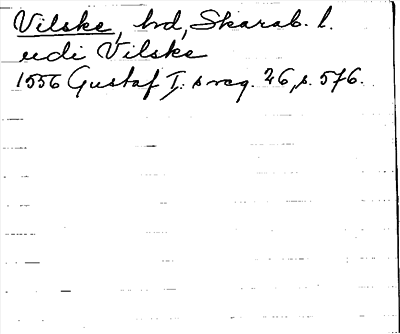 Vilske, hd, Skarab. l.
udi Vilske
1556 Gustaf I:s reg. 26, s. 576.